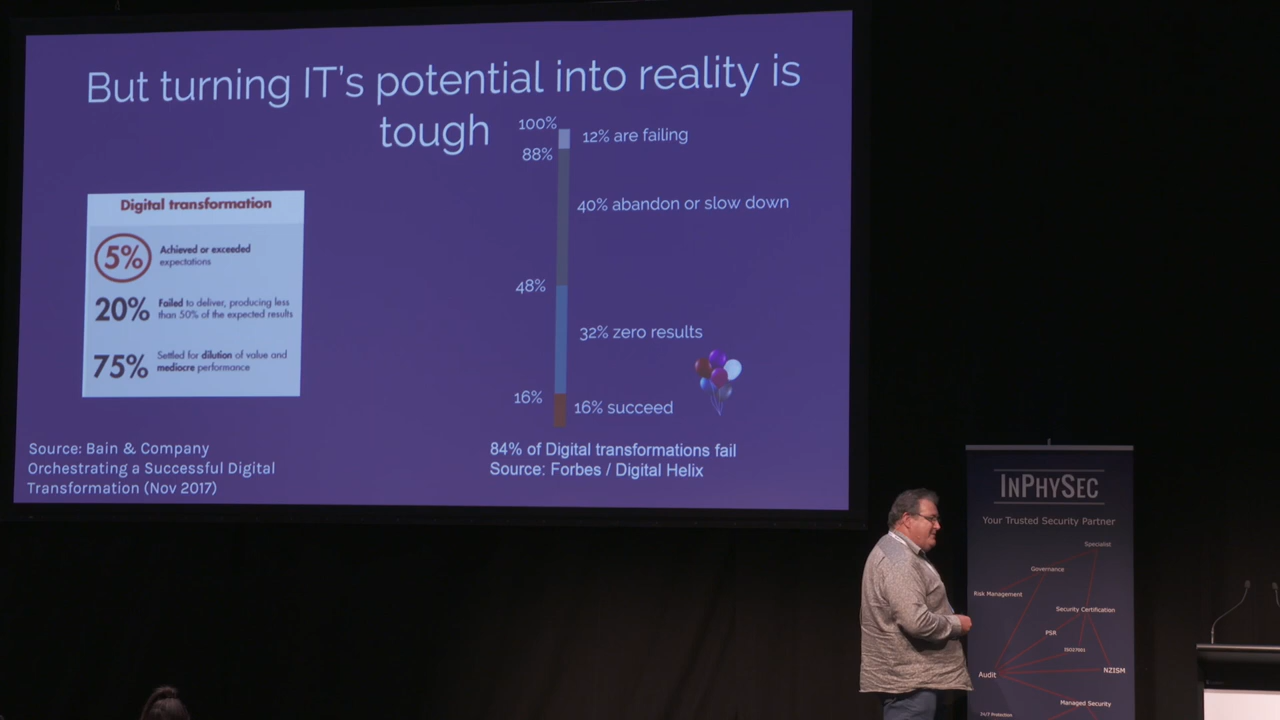 But turning IT's potential into reality is
tough
Digital transformation
5%
Achieved or exceeded
expectations
20%
Failed to deliver, producing less
than 50% of the expected results
75%
Settled for dilution of value and
mediocre performance
Source: Bain & Company
Orchestrating a Successful Digital
Transformation (Nov 2017)
100%
12% are failing
88%
40% abandon or slow down
48%
32% zero results
16%
16% succeed
84% of Digital transformations fail
Source: Forbes / Digital Helix
INPHYSEC
Your Trusted Security Partner
Specialist
Governance
Risk Management
Security Certification
PSR
ISO27001
Audit
NZISM
Managed Security
24/7 Protection